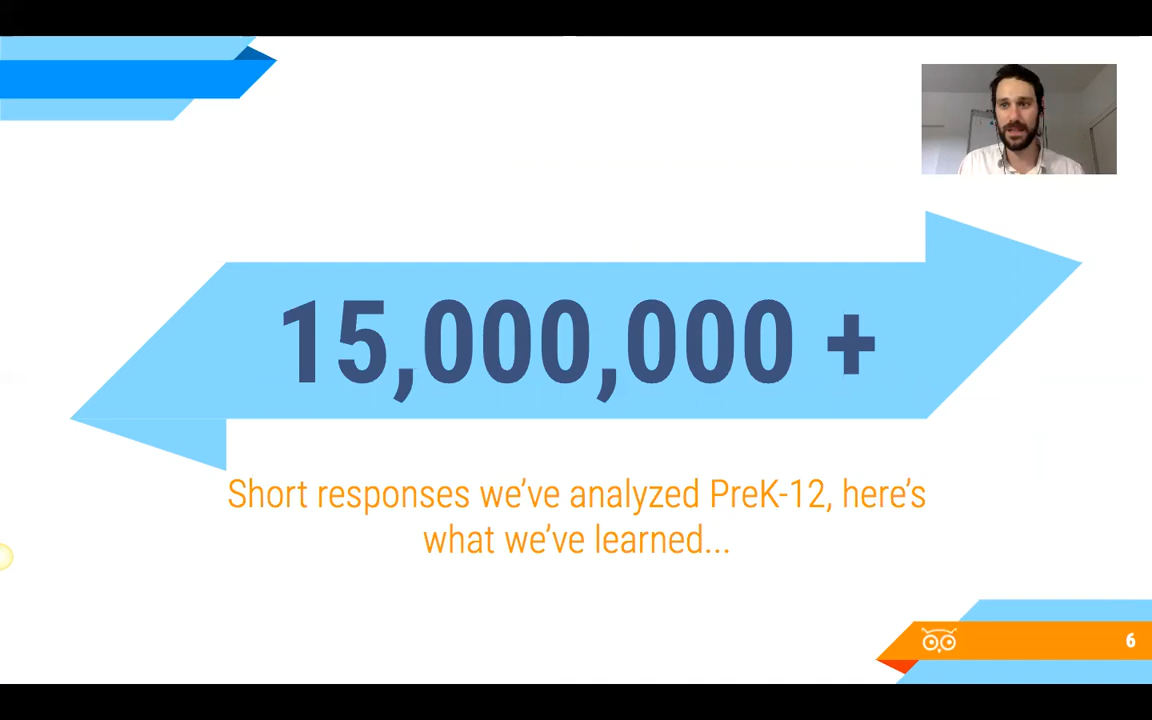 15,000,000 +
Short responses we've analyzed PreK-12, here's
what we've learned...
6